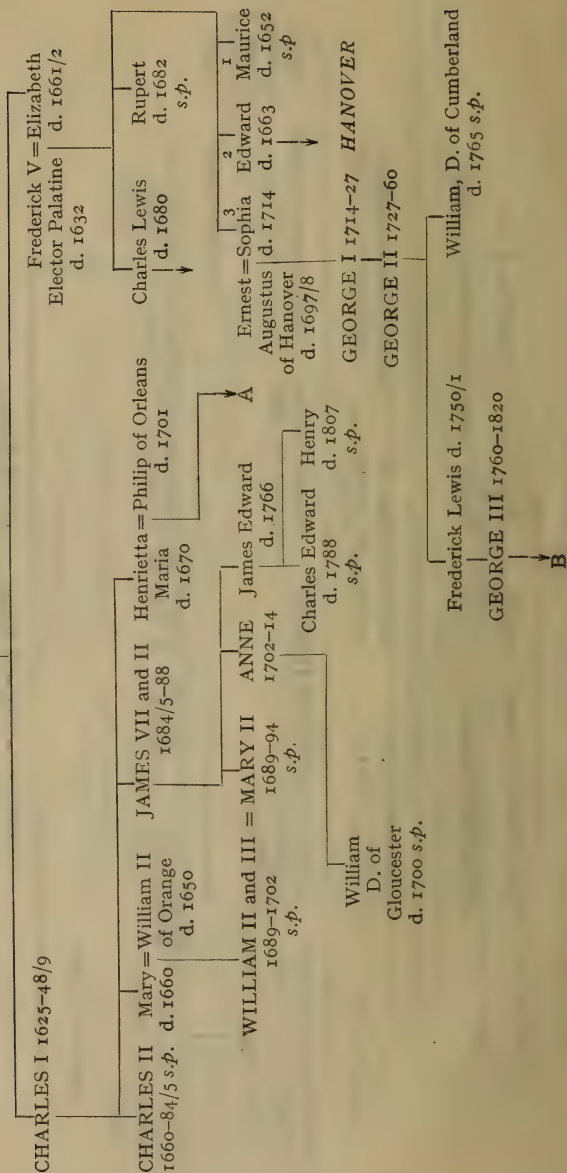 CHARLES I 1625–48/9
Frederick V = Elizabeth
Elector Palatine d. 1661/2
d. 1632
CHARLES II
1660–84/5 s.p.
Mary = William II
d. 1660 of Orange
d. 1650
JAMES VII and II
1684/5–88
Henrietta = Philip of Orleans
Maria d. 1701
d. 1670
Charles Lewis
d. 1680
Rupert
d. 1682
s.p.
3 2 1
Ernest = Sophia
Augustus d. 1714
of Hanover
d. 1697/8
Edward
d. 1663
Maurice
d. 1652
s.p
WILLIAM II and III = MARY II
1689–1702 1689–94
s.p. s.p.
ANNE
1702–14
James Edward
d. 1766
A
GEORGE I 1714–27 HANOVER
William
D. of
Gloucester
d. 1700 s.p.
Charles Edward
d. 1788
s.p.
Henry
d. 1807
s.p.
GEORGE II 1727–60
Frederick Lewis d. 1750/1
William, D. of Cumberland
d. 1765 s.p.
GEORGE III 1760–1820
B